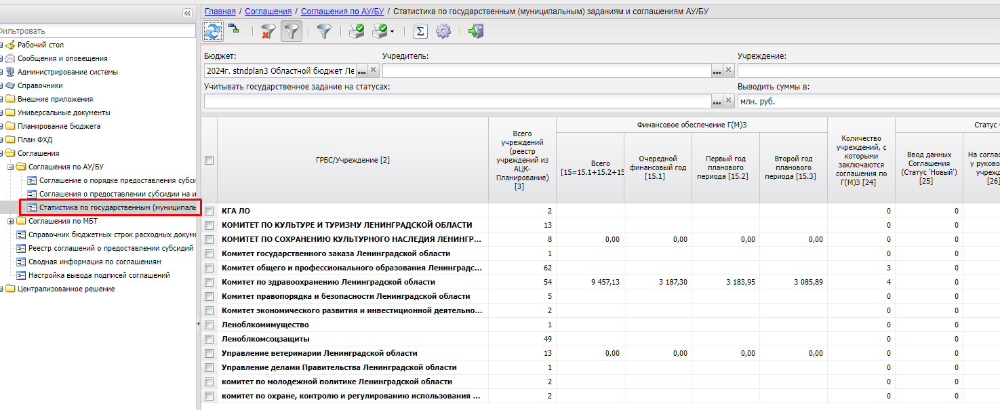 Главная / Соглашения / Соглашения по АУ/БУ / Статистика по государственным (муниципальным) заданиям и соглашениям АУ/БУ
Фильтровать
Рабочий стол
Сообщения и оповещения
Администрирование системы
Справочники
Внешние приложения
Универсальные документы
Планирование бюджета
План ФХД
Соглашения
Соглашения по АУ/БУ
Соглашение о порядке предоставления субси
Соглашения о предоставлении субсидии на и
Статистика по государственным (муниципаль
Соглашения по МБТ
Справочник бюджетных строк расходных докуме
Реестр соглашений о предоставлении субсидий
Сводная информация по соглашениям
Настройка вывода подписей соглашений
Централизованное решение
Бюджет: Учредитель: Учреждение:
2024г. stndplan3 Областной бюджет Ле
Учитывать государственное задание на статусах: Выводить суммы в:
млн. руб.
ГРБС/Учреждение [2]
Всего
учреждений
(реестр
учреждений из
АЦК-
Планирование)
[3]
Финансовое обеспечение Г(М)З
Всего
[15=15.1+15.2+15
Очередной
финансовый год
[15.1]
Первый год
планового
периода [15.2]
Второй год
планового
периода [15.3]
Количество
учреждений, с
которыми
заключаются
соглашения по
Г(М)З [24]
Статус
Ввод данных
Соглашения
(Статус 'Новый')
[25]
На соглас
у руково
учрежд
[26]
КГА ЛО 2 0 0
КОМИТЕТ ПО КУЛЬТУРЕ И ТУРИЗМУ ЛЕНИНГРАДСКОЙ ОБЛАСТИ 13 0 0
КОМИТЕТ ПО СОХРАНЕНИЮ КУЛЬТУРНОГО НАСЛЕДИЯ ЛЕНИНГР... 8 0,00 0,00 0,00 0,00 0 0
Комитет государственного заказа Ленинградской области 1 0 0
Комитет общего и профессионального образования Ленинградс... 62 3 0
Комитет по здравоохранению Ленинградской области 54 9 457,13 3 187,30 3 183,95 3 085,89 4 0
Комитет правопорядка и безопасности Ленинградской области 5 0 0
Комитет экономического развития и инвестиционной деятельно... 2 0 0
Леноблкомимущество 1 0 0
Леноблкомсоцзащиты 49 0 0
Управление ветеринарии Ленинградской области 13 0,00 0,00 0,00 0,00 0 0
Управление делами Правительства Ленинградской области 1 0 0
комитет по молодежной политике Ленинградской области 2 0 0
комитет по охране, контролю и регулированию использования ... 2 0 0